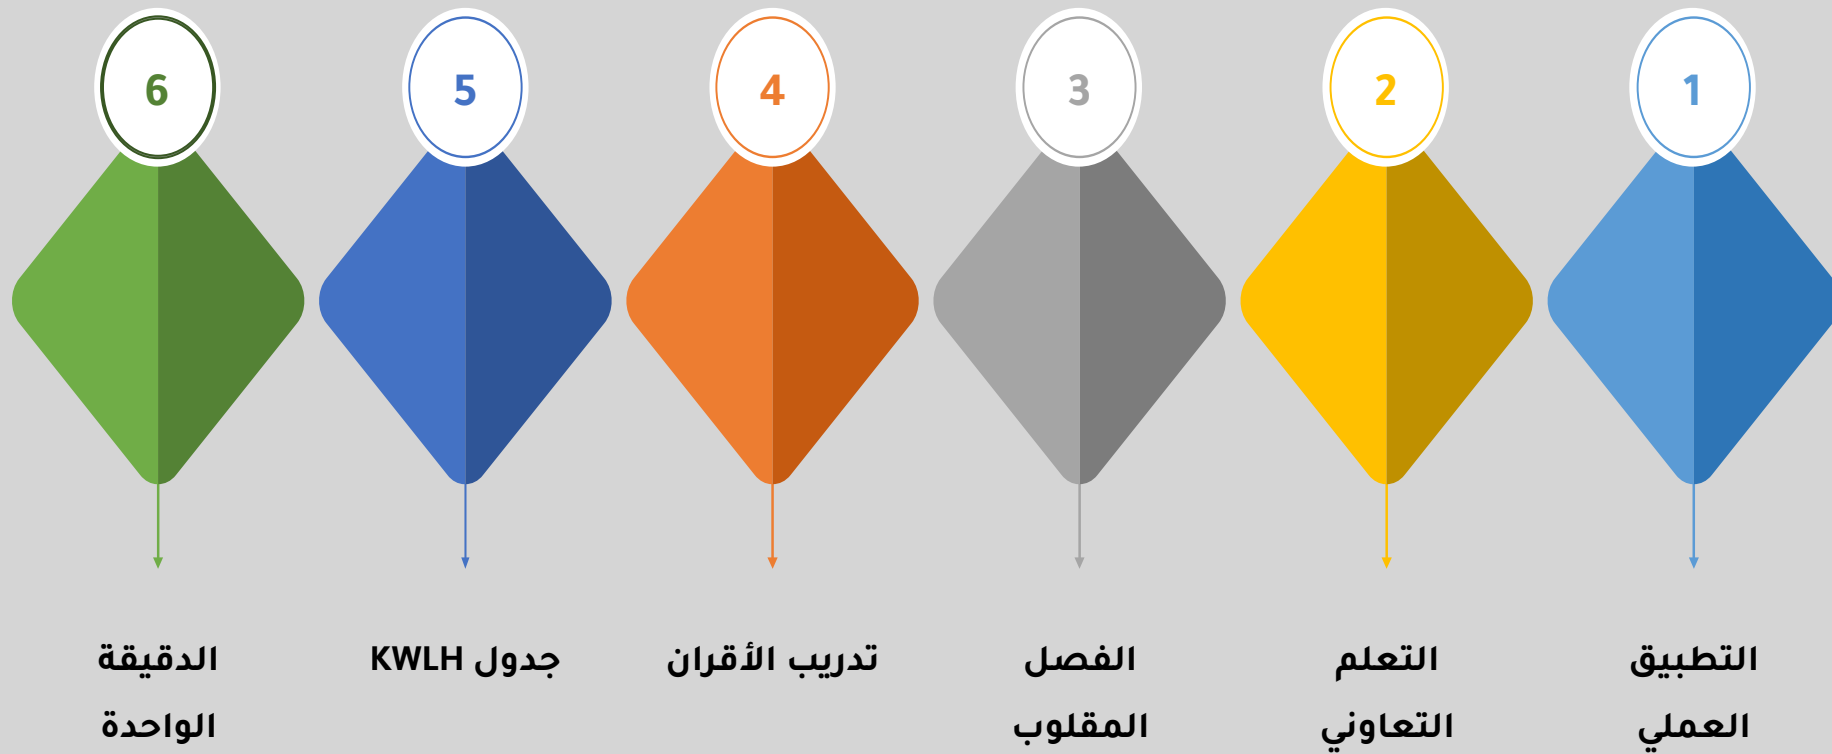 1
2
3
4
5
6
التطبيق
العملي
التعلم
التعاوني
الفصل
المقلوب
تدريب الأقران
جدول KWLH
الدقيقة
الواحدة